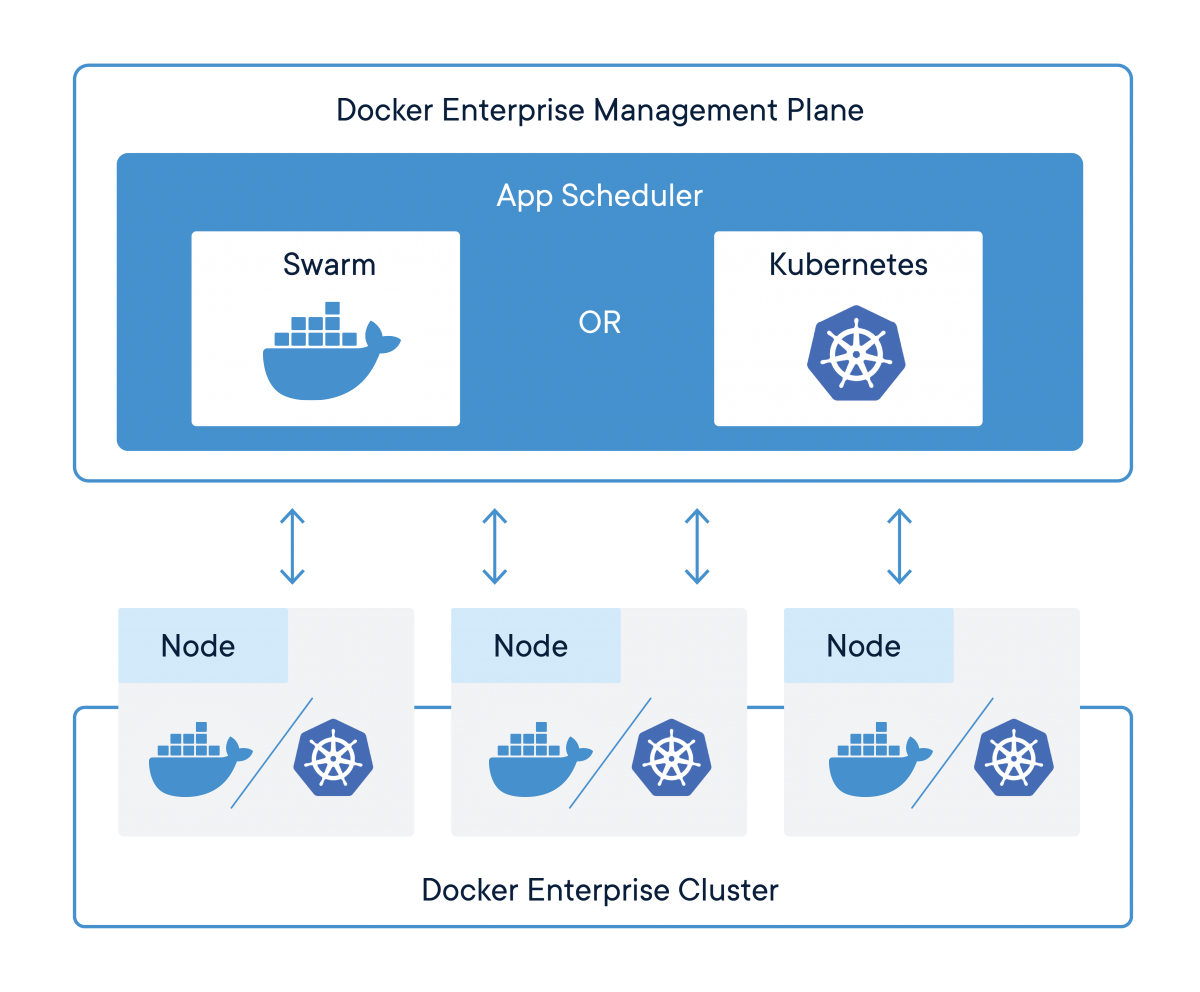 Docker Enterprise Management Plane
App Scheduler
Swarm
OR
Kubernetes
Node
Node
Node
Docker Enterprise Cluster